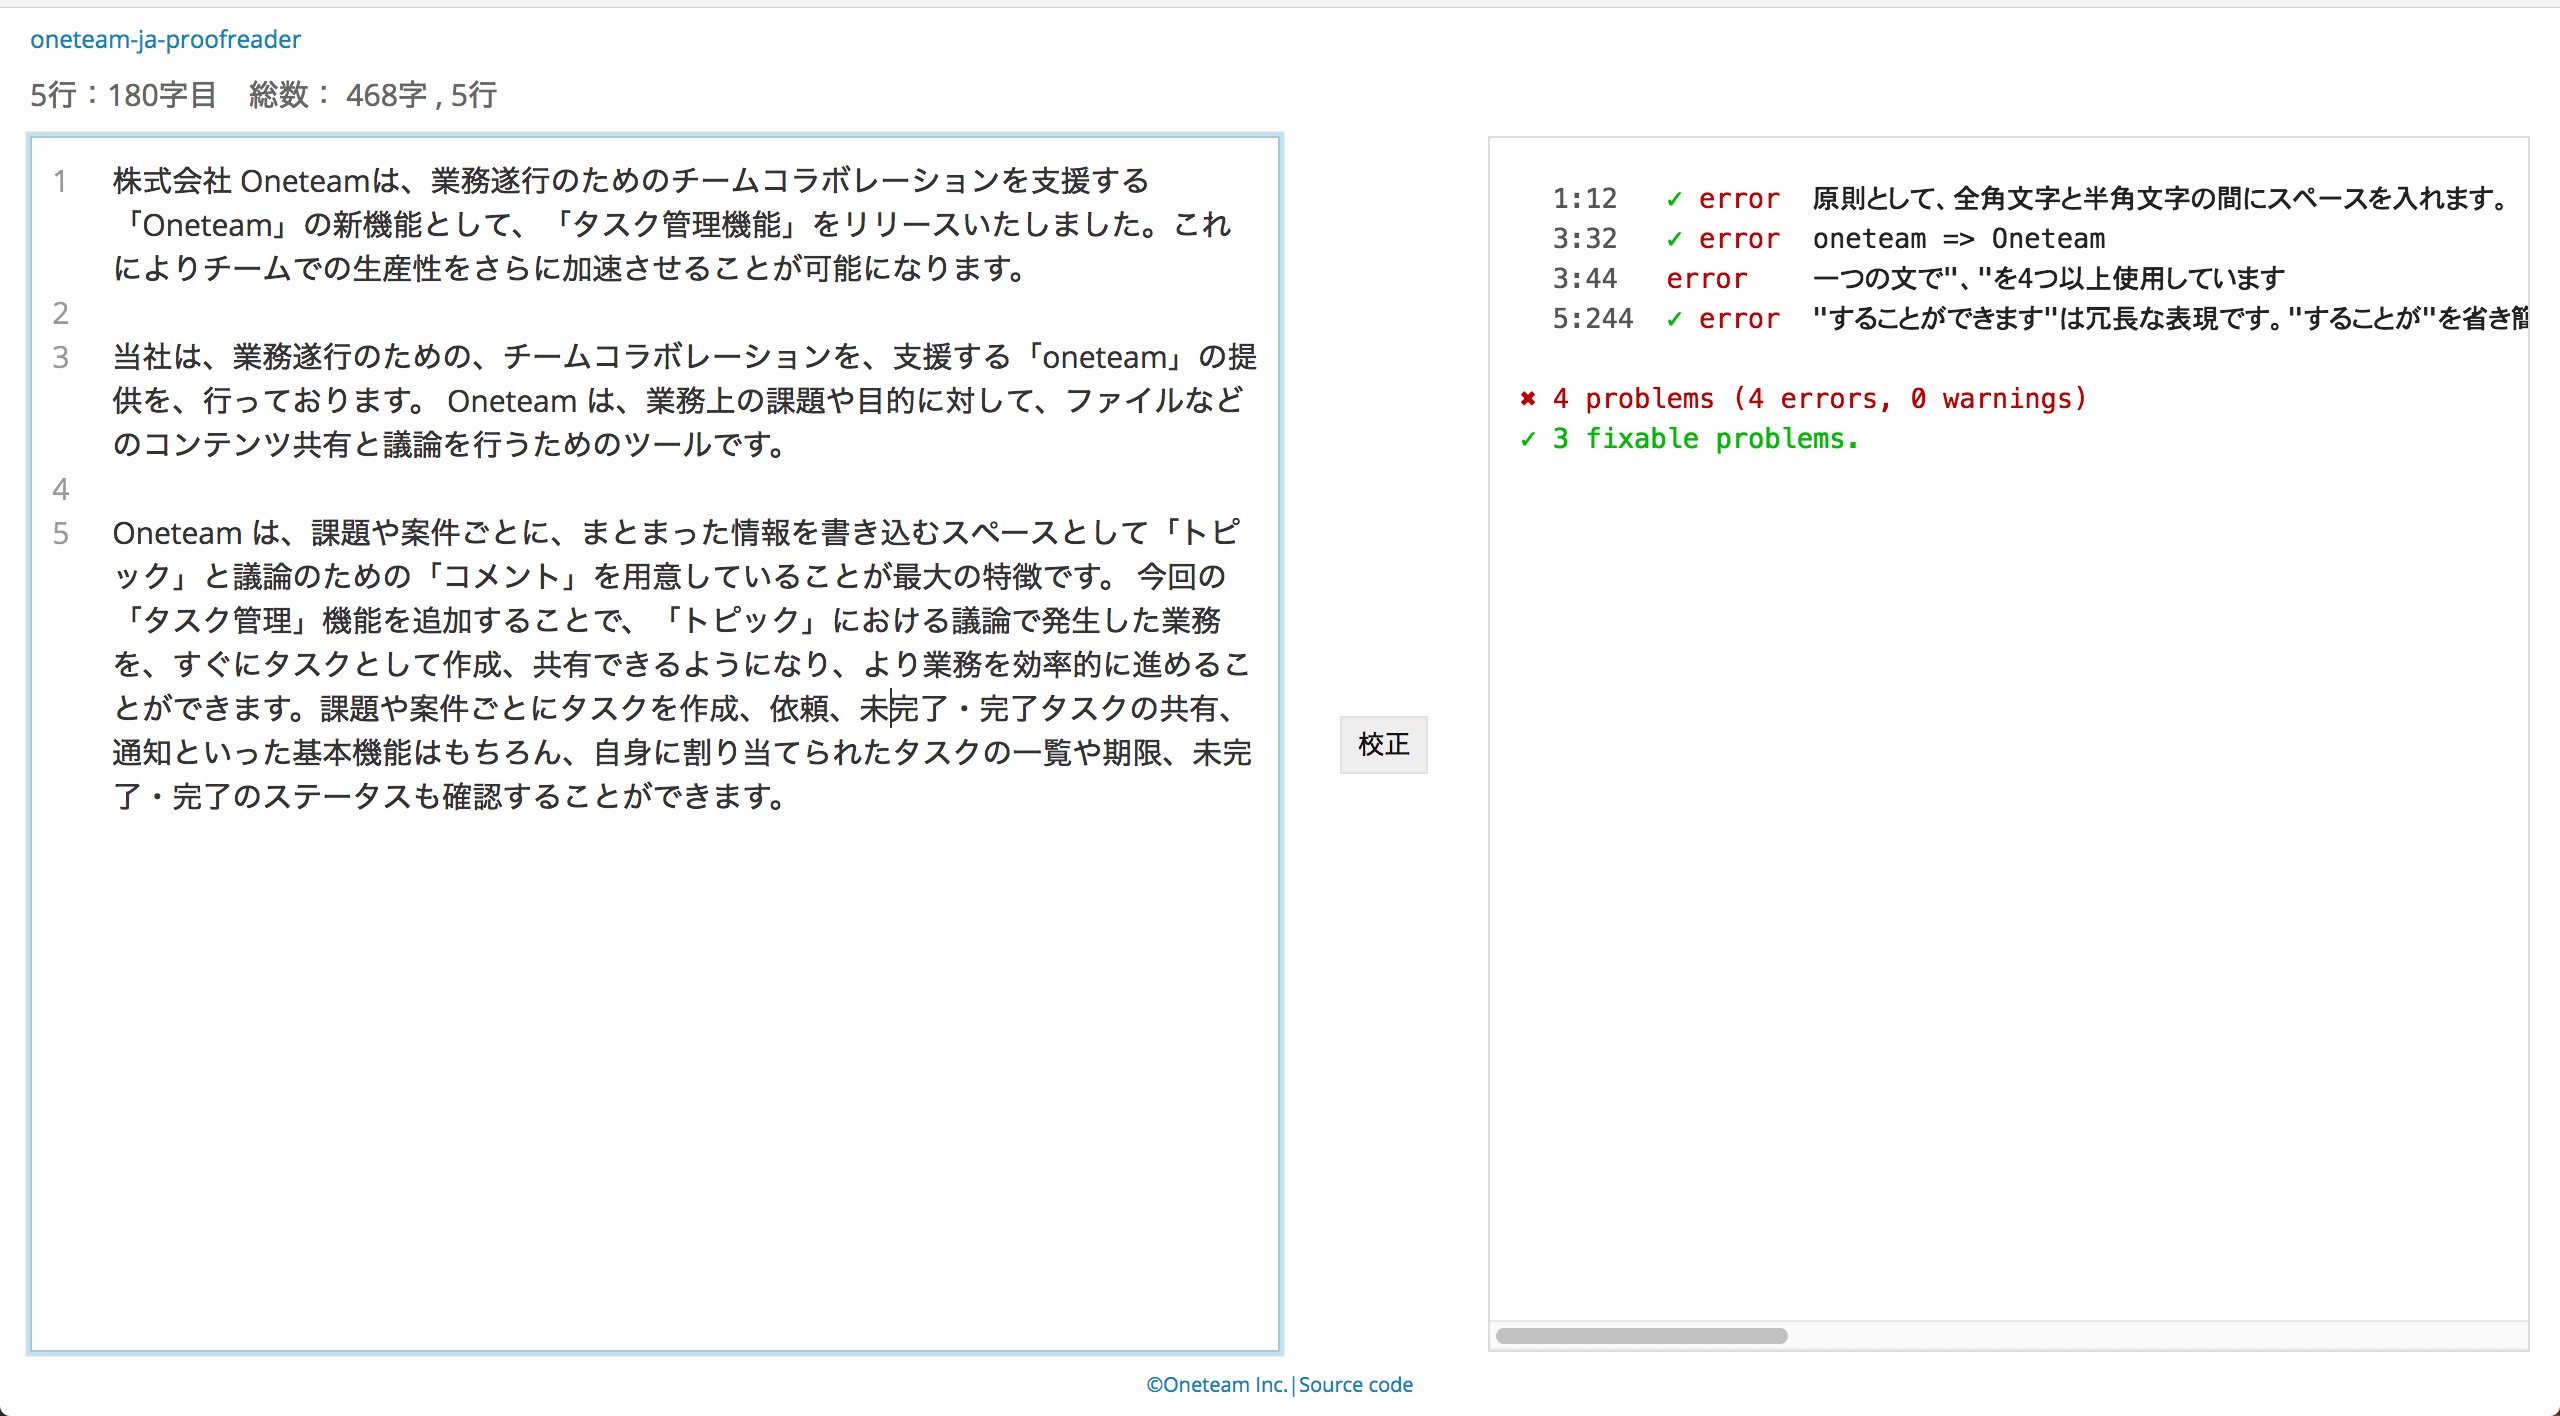 oneteam-ja-proofreader
5行：180字目　総数： 468字 , 5行
1 株式会社 Oneteamは、業務遂行のためのチームコラボレーションを支援する
「Oneteam」の新機能として、「タスク管理機能」をリリースいたしました。これ
によりチームでの生産性をさらに加速させることが可能になります。
2
3 当社は、業務遂行のための、チームコラボレーションを、支援する「oneteam」の提
供を、行っております。 Oneteam は、業務上の課題や目的に対して、ファイルなど
のコンテンツ共有と議論を行うためのツールです。
4
5 Oneteam は、課題や案件ごとに、まとまった情報を書き込むスペースとして「トピ
ック」と議論のための「コメント」を用意していることが最大の特徴です。 今回の
「タスク管理」機能を追加することで、「トピック」における議論で発生した業務
を、すぐにタスクとして作成、共有できるようになり、より業務を効率的に進めるこ
とができます。課題や案件ごとにタスクを作成、依頼、未完了・完了タスクの共有、
通知といった基本機能はもちろん、自身に割り当てられたタスクの一覧や期限、未完
了・完了のステータスも確認することができます。
校正
1:12 ✓ error 原則として、全角文字と半角文字の間にスペースを入れます。
3:32 ✓ error oneteam => Oneteam
3:44 error 一つの文で"、"を4つ以上使用しています
5:244 ✓ error "することができます"は冗長な表現です。"することが"を省き
✖ 4 problems (4 errors, 0 warnings)
✓ 3 fixable problems.
©Oneteam Inc.|Source code